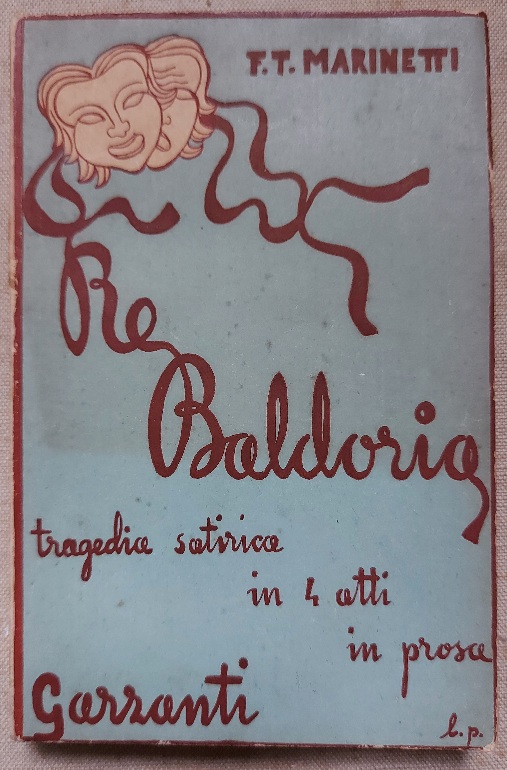 F.T. MARINETTI
Re
Baldoria
tragedia satirica
in 4 atti
in prosa
Garzanti
b.p.